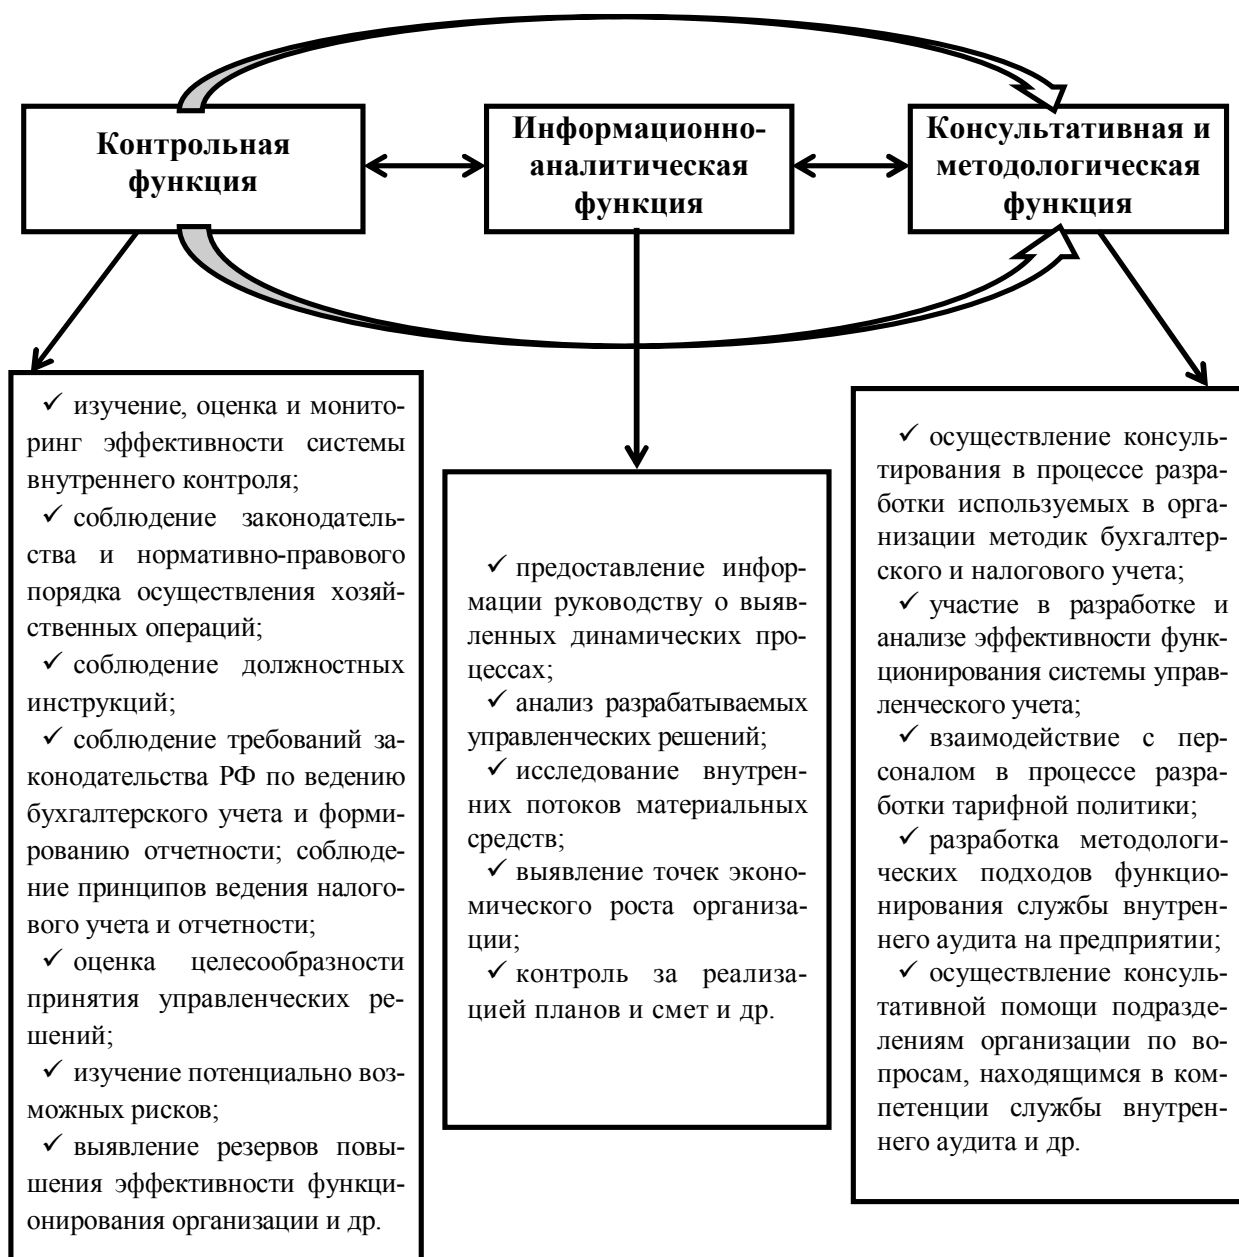 Контрольная
функция
Информационно-
аналитическая
функция
Консультативная и
методологическая
функция
✓ изучение, оценка и монито-
ринг эффективности системы
внутреннего контроля;
✓ соблюдение законодатель-
ства и нормативно-правового
порядка осуществления хозяй-
ственных операций;
✓ соблюдение должностных
инструкций;
✓ соблюдение требований за-
конодательства РФ по ведению
бухгалтерского учета и форми-
рованию отчетности; соблюде-
ние принципов ведения налого-
вого учета и отчетности;
✓ оценка целесообразности
принятия управленческих ре-
шений;
✓ изучение потенциально воз-
можных рисков;
✓ выявление резервов повы-
шения эффективности функци-
онирования организации и др.
✓ предоставление инфор-
мации руководству о выяв-
ленных динамических про-
цессах;
✓ анализ разрабатываемых
управленческих решений;
✓ исследование внутрен-
них потоков материальных
средств;
✓ выявление точек эконо-
мического роста организа-
ции;
✓ контроль за реализа-
цией планов и смет и др.
✓ осуществление консуль-
тирования в процессе разра-
ботки используемых в орга-
низации методик бухгалтер-
ского и налогового учета;
✓ участие в разработке и
анализе эффективности функ-
ционирования системы управ-
ленческого учета;
✓ взаимодействие с пер-
соналом в процессе разра-
ботки тарифной политики;
✓ разработка методологи-
ческих подходов функцио-
нирования службы внутрен-
него аудита на предприятии;
✓ осуществление консуль-
тативной помощи подразде-
лениям организации по во-
просам, находящимся в ком-
петенции службы внутрен-
него аудита и др.